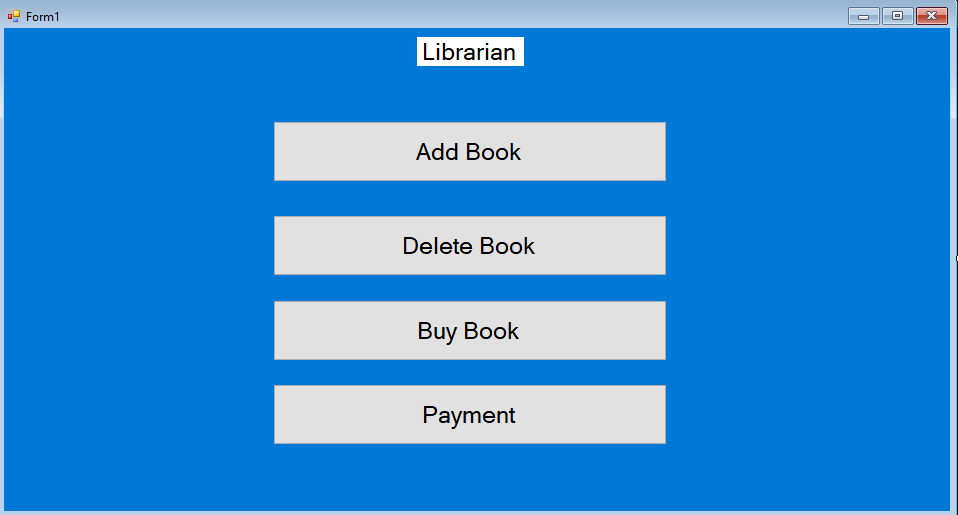 Form1
Librarian
Add Book
Delete Book
Buy Book
Payment